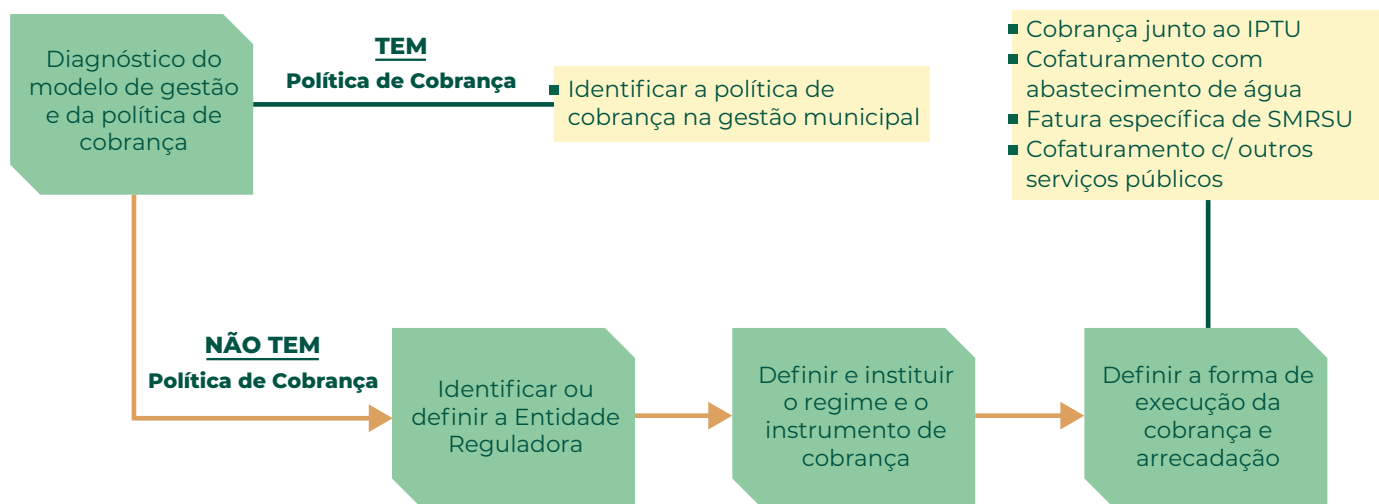 Diagnóstico do
modelo de gestão
e da política de
cobrança
TEM
Política de Cobrança
Identificar a política de
cobrança na gestão municipal
Cobrança junto ao IPTU
Cofaturamento com
abastecimento de água
Fatura específica de SMRSU
Cofaturamento c/ outros
serviços públicos
NÃO TEM
Política de Cobrança
Identificar ou
definir a Entidade
Reguladora
Definir e instituir
o regime e o
instrumento de
cobrança
Definir a forma de
execução da
cobrança e
arrecadação